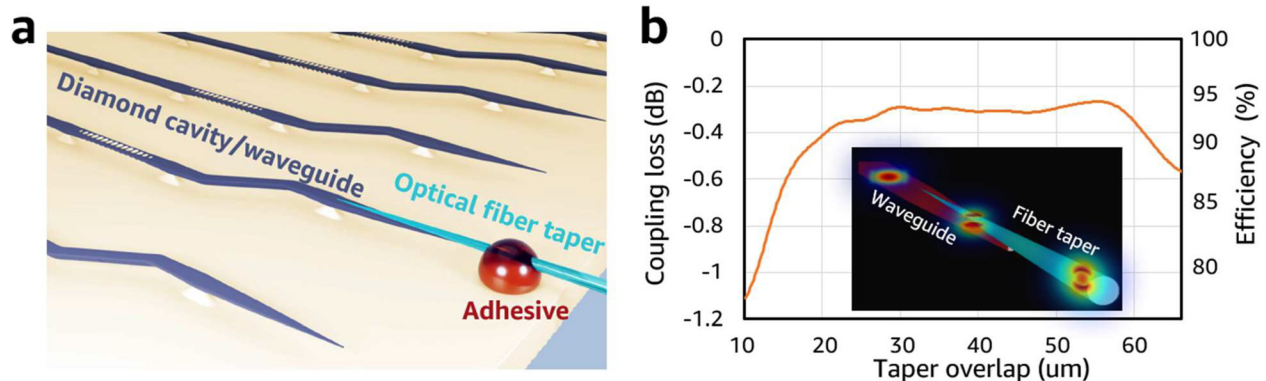 a
Diamond cavity/waveguide
Optical fiber taper
Adhesive
b
Coupling loss (dB)
0
-0.2
-0.4
-0.6
-0.8
-1
-1.2
10 20 30 40 50 60
Taper overlap (um)
100
95
90
85
80
Efficiency (%)
Waveguide
Fiber taper